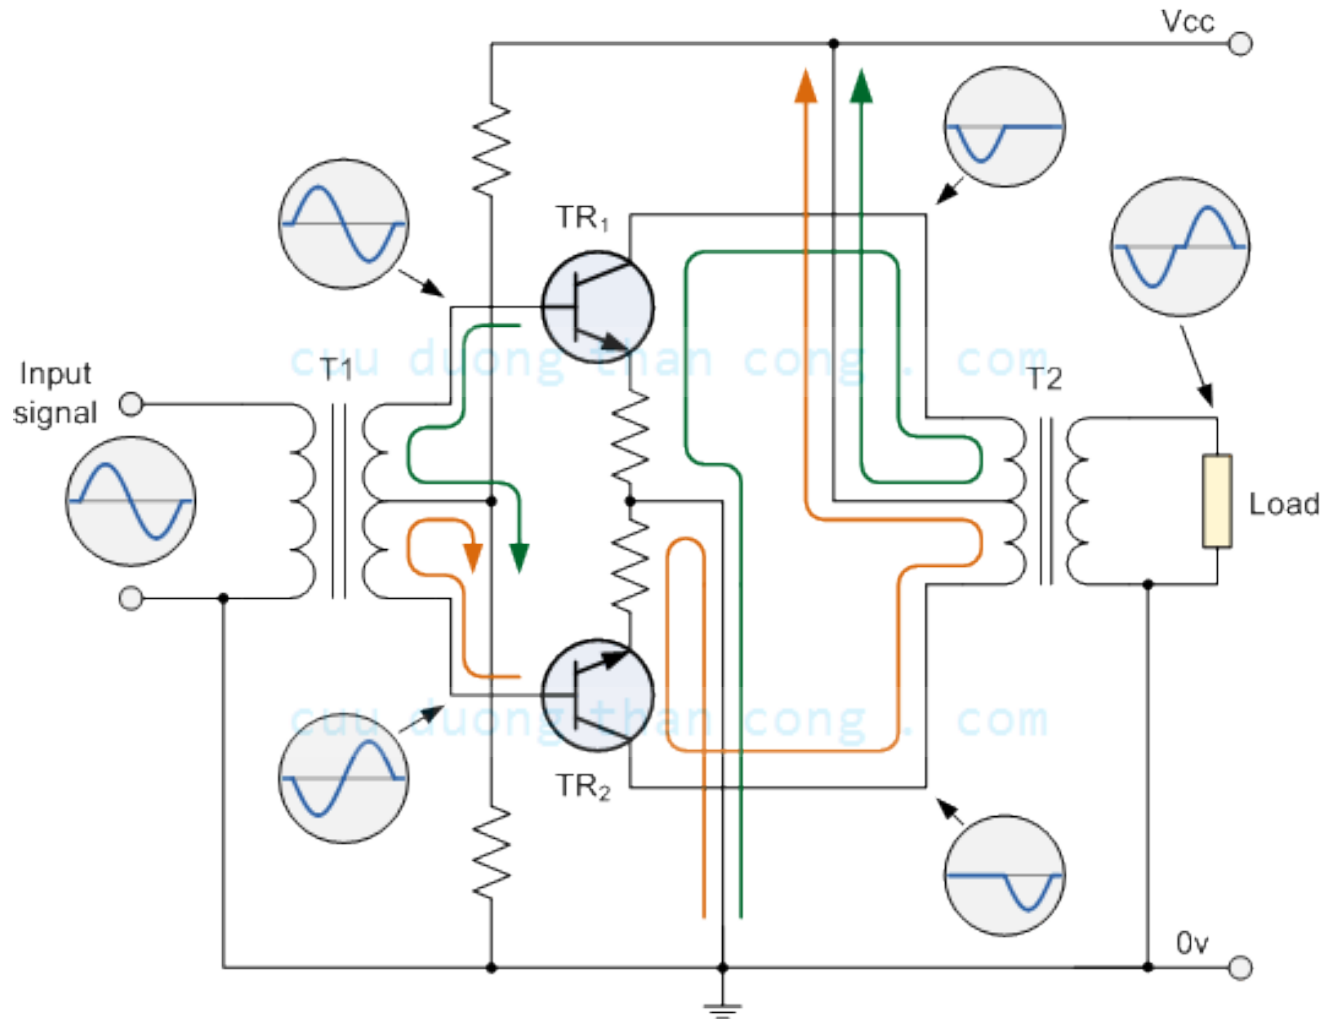 Vcc
TR1
cuu duong than cong . com
T1
T2
Input
signal
Load
cuu duong than cong . com
TR2
0v